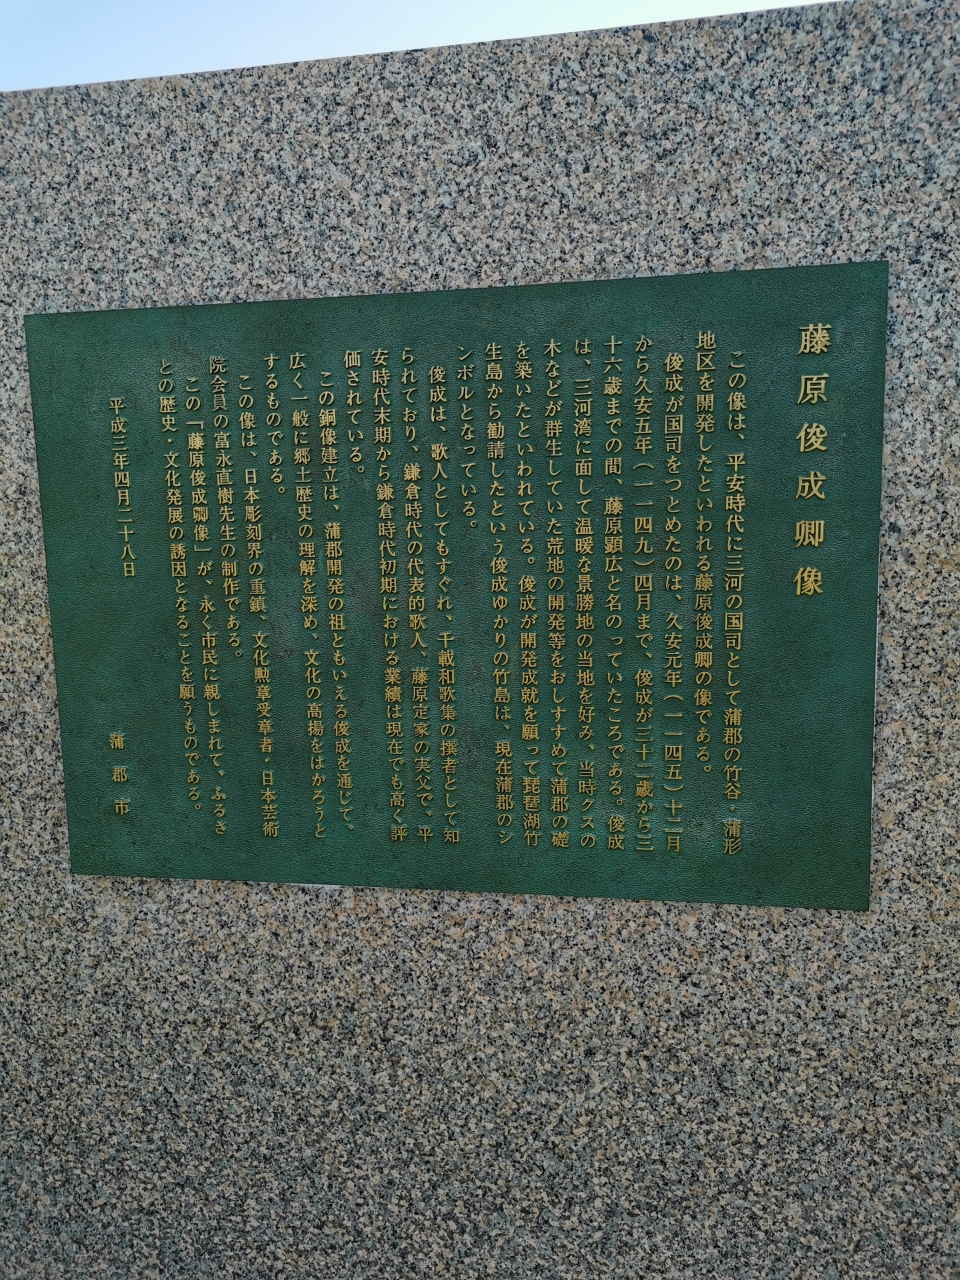 藤原俊成卿像
この像は、平安時代に三河の国司として蒲郡の竹谷・蒲形
地区を開発したといわれる藤原俊成卿の像である。
俊成が国司をつとめたのは、久安元年(一一四五)十二月
から久安五年(一一四九)四月まで、俊成が三十二歳から三
十六歳までの間、藤原顕広と名のっていたころである。俊成
は、三河湾に面して温暖な景勝地の当地を好み、当時クスの
木などが群生していた荒地の開発等をおしすすめて蒲郡の礎
を築いたといわれている。俊成が開発成就を願って琵琶湖竹
生島から勧請したという俊成ゆかりの竹島は、現在蒲郡のシ
ンボルとなっている。
俊成は、歌人としてもすぐれ、千載和歌集の撰者として知
られており、鎌倉時代の代表的歌人、藤原定家の実父で、平
安時代末期から鎌倉時代初期における業績は現在でも高く評
価されている。
この銅像建立は、蒲郡開発の祖ともいえる俊成を通じて、
広く一般に郷土歴史の理解を深め、文化の高揚をはかろうと
するものである。
この像は、日本彫刻界の重鎮、文化勲章受章者・日本芸術
院会員の富永直樹先生の制作である。
この「藤原俊成卿像」が、永く市民に親しまれて、ふるさ
との歴史・文化発展の誘因となることを願うものである。
平成三年四月二十八日
蒲郡市